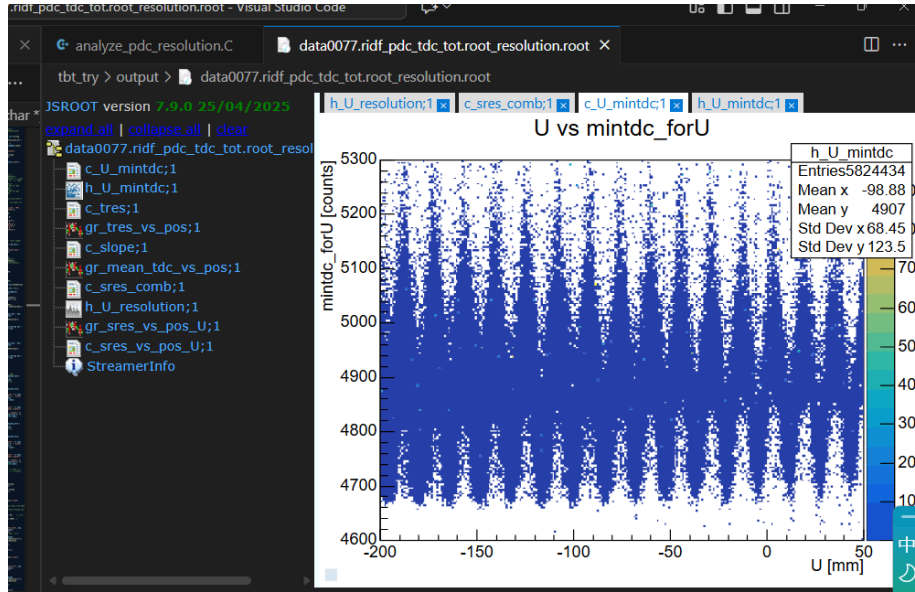 .ridf_pdc_tdc_tot.root_resolution.root - Visual Studio Code
analyze_pdc_resolution.C
data0077.ridf_pdc_tdc_tot.root_resolution.root
tbt_try > output > data0077.ridf_pdc_tdc_tot.root_resolution.root
char *
JSROOT version 7.9.0 25/04/2025
expand all | collapse all | clear
data0077.ridf_pdc_tdc_tot.root_resol
c_U_mintdc;1
h_U_mintdc;1
c_tres;1
gr_tres_vs_pos;1
c_slope;1
gr_mean_tdc_vs_pos;1
c_sres_comb;1
h_U_resolution;1
gr_sres_vs_pos_U;1
c_sres_vs_pos_U;1
StreamerInfo
h_U_resolution;1 c_sres_comb;1 c_U_mintdc;1 h_U_mintdc;1
U vs mintdc_forU
mintdc_forU [counts]
5300
5200
5100
5000
4900
4800
4700
4600
-200 -150 -100 -50 0 50
U [mm]
h_U_mintdc
Entries5824434
Mean x -98.88
Mean y 4907
Std Dev x68.45
Std Dev y 123.5
70
60
50
40
30
20
10
中